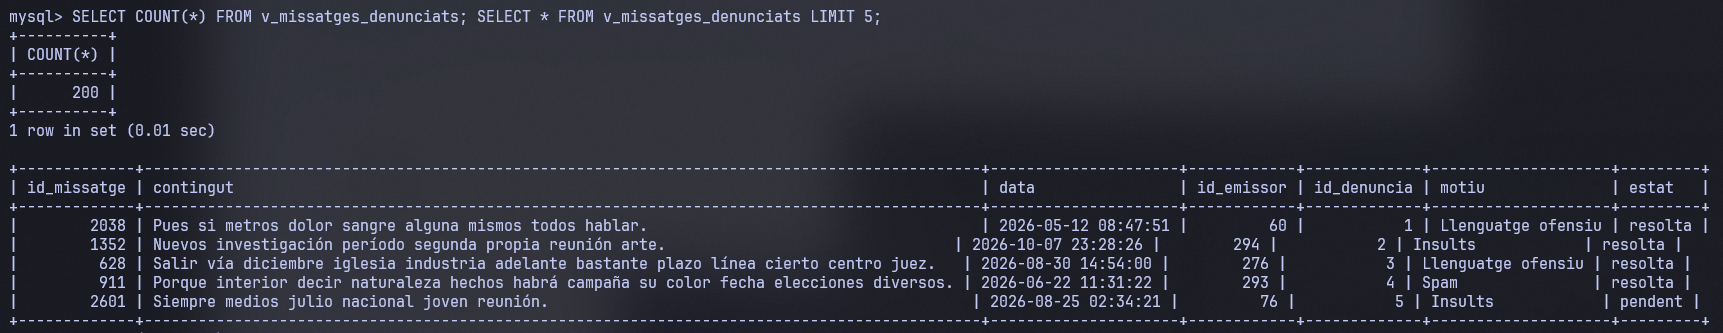 mysql> SELECT COUNT(*) FROM v_missatges_denunciats; SELECT * FROM v_missatges_denunciats LIMIT 5;
+----------+
| COUNT(*) |
+----------+
|      200 |
+----------+
1 row in set (0.01 sec)

+-------------+---------------------------------------------------------------------------------------------+---------------------+------------+-------------+---------------------+---------+
| id_missatge | contingut                                                                                   | data                | id_emissor | id_denuncia | motiu               | estat   |
+-------------+---------------------------------------------------------------------------------------------+---------------------+------------+-------------+---------------------+---------+
|        2038 | Pues si metros dolor sangre alguna mismos todos hablar.                                     | 2026-05-12 08:47:51 |         60 |           1 | Llenguatge ofensiu | resolta |
|        1352 | Nuevos investigación período segunda propia reunión arte.                                | 2026-10-07 23:28:26 |        294 |           2 | Insults            | resolta |
|         628 | Salir vía diciembre iglesia industria adelante bastante plazo línea cierto centro juez.   | 2026-08-30 14:54:00 |        276 |           3 | Llenguatge ofensiu | resolta |
|         911 | Porque interior decir naturaleza hechos habrá campaña su color fecha elecciones diversos. | 2026-06-22 11:31:22 |        293 |           4 | Spam               | resolta |
|        2601 | Siempre medios julio nacional joven reunión.                                               | 2026-08-25 02:34:21 |         76 |           5 | Insults            | pendent |
+-------------+---------------------------------------------------------------------------------------------+---------------------+------------+-------------+---------------------+---------+